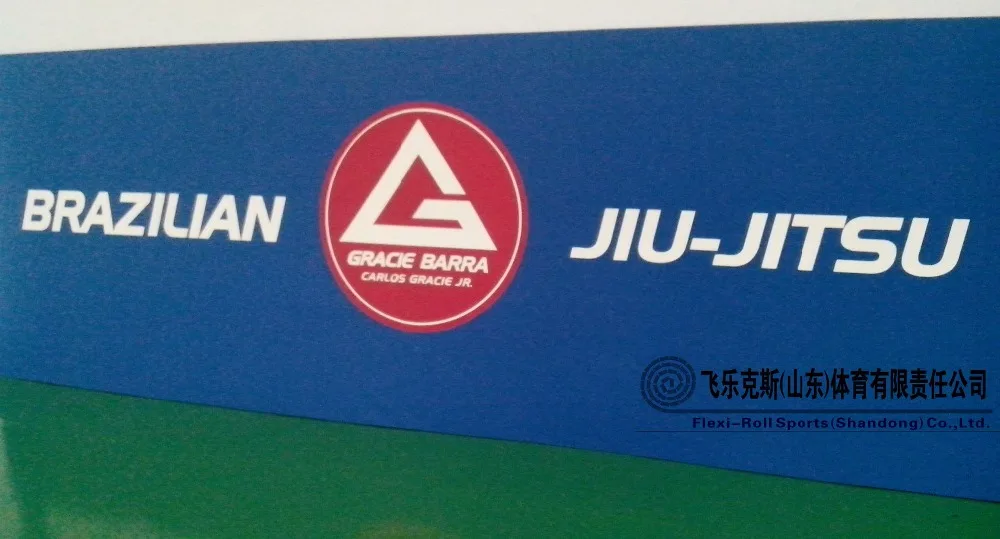 BRAZILIAN
GRACIE BARRA
CARLOS GRACIE JR.
JIU-JITSU
飞乐克斯(山东)体育有限责任公司
Flexi-Roll Sports (Shandong) Co., Ltd.